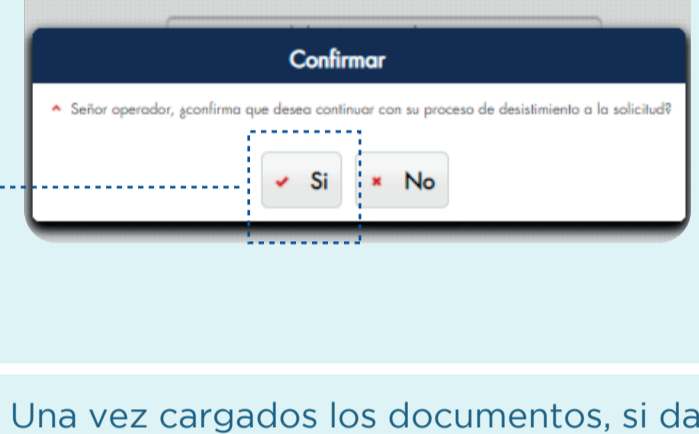 Confirmar
Señor operador, ¿confirma que desea continuar con su proceso de desistimiento a la solicitud?
Si
No
Una vez cargados los documentos, si da